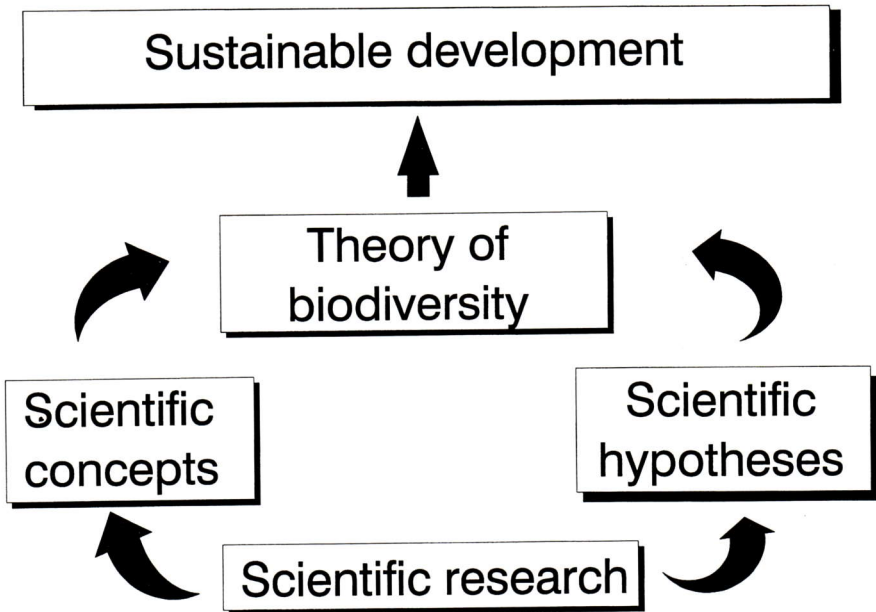 Sustainable development
Theory of
biodiversity
Scientific
concepts
Scientific
hypotheses
Scientific research